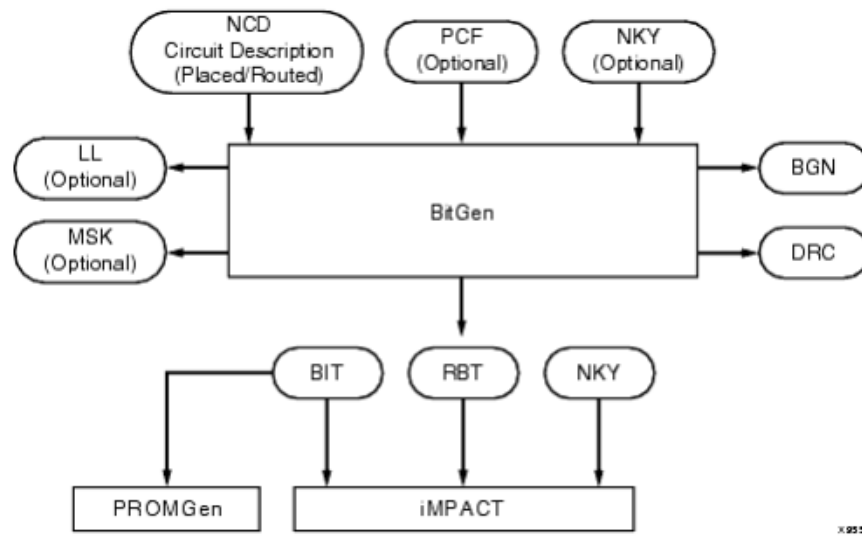 NCD
Circuit Description
(Placed/Routed)
PCF
(Optional)
NKY
(Optional)
LL
(Optional)
BGN
BitGen
MSK
(Optional)
DRC
BIT
RBT
NKY
PROMGen
iMPACT